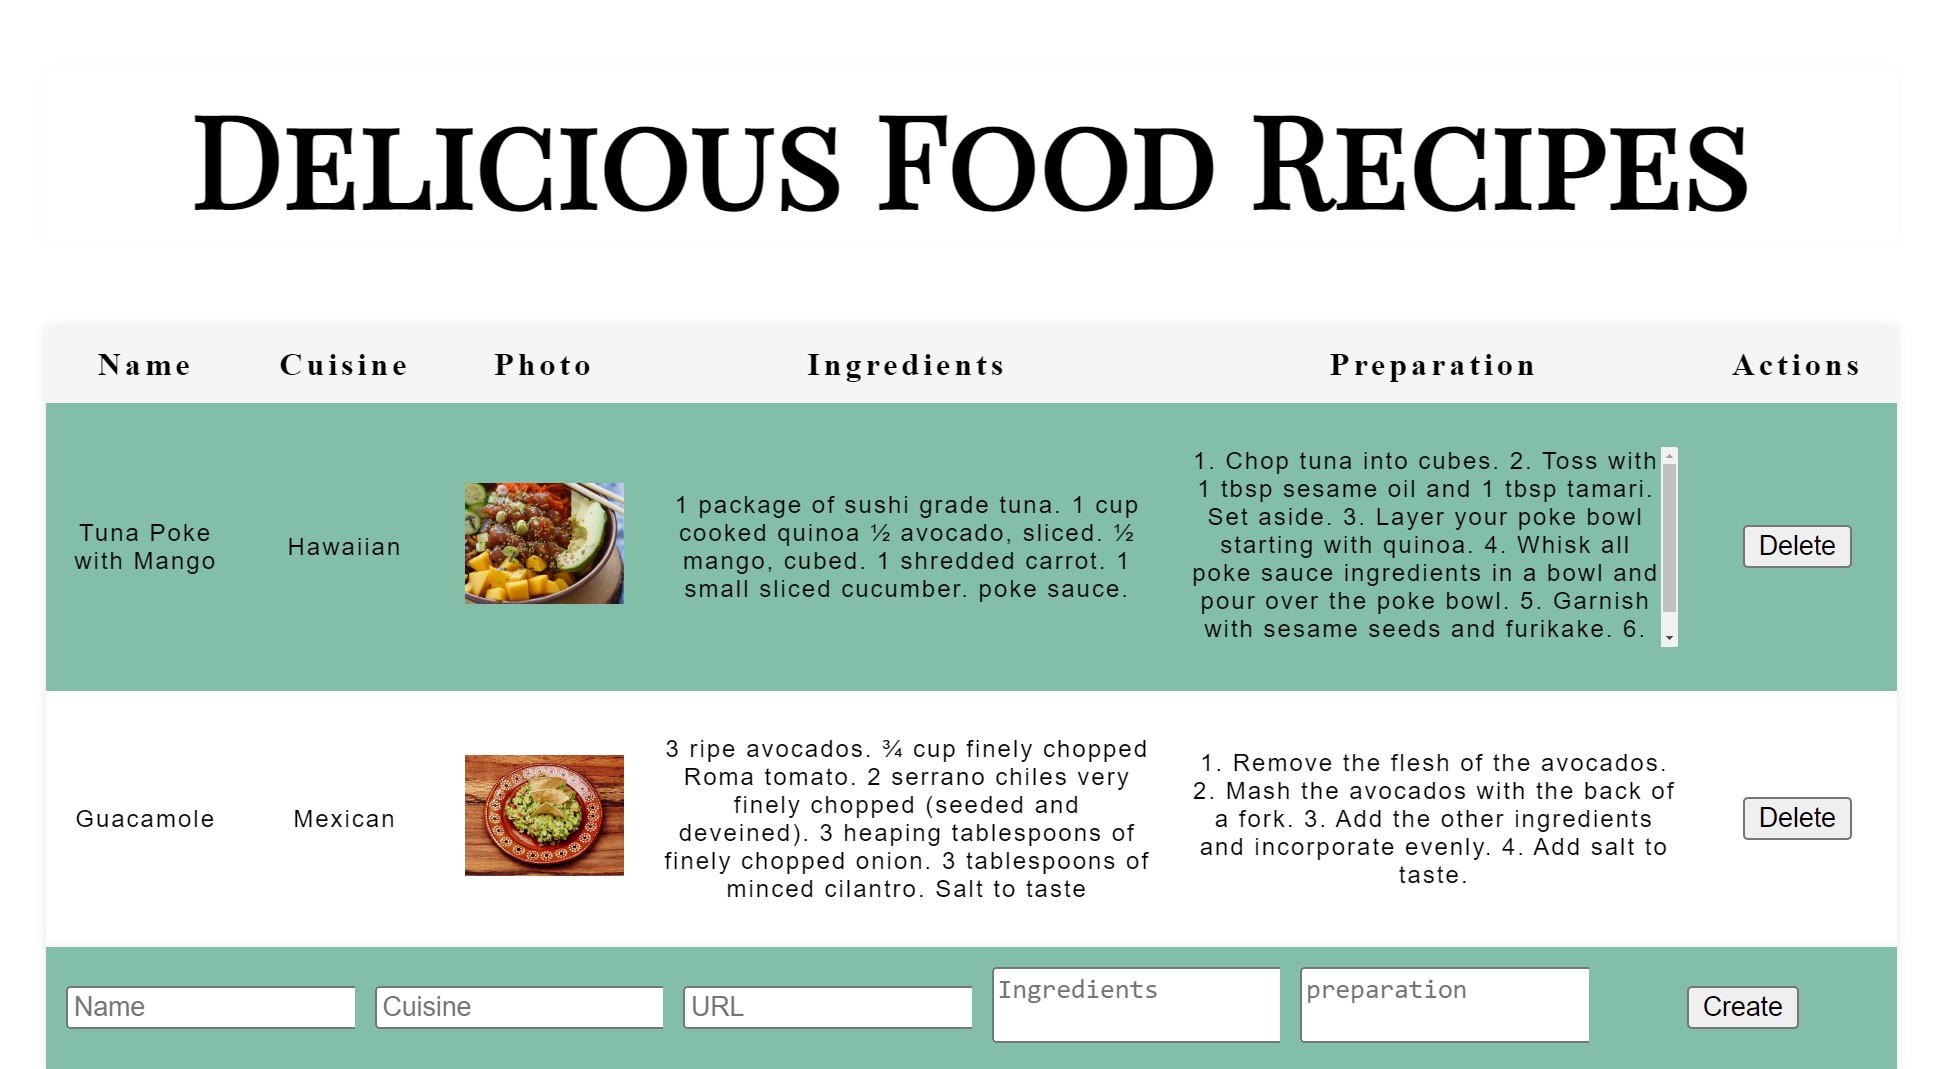 Delicious Food Recipes
Name Cuisine Photo Ingredients Preparation Actions
Tuna Poke
with Mango
Hawaiian
1 package of sushi grade tuna. 1 cup
cooked quinoa ½ avocado, sliced. ½
mango, cubed. 1 shredded carrot. 1
small sliced cucumber. poke sauce.
1. Chop tuna into cubes. 2. Toss with
1 tbsp sesame oil and 1 tbsp tamari.
Set aside. 3. Layer your poke bowl
starting with quinoa. 4. Whisk all
poke sauce ingredients in a bowl and
pour over the poke bowl. 5. Garnish
with sesame seeds and furikake. 6.
Delete
Guacamole
Mexican
3 ripe avocados. ¾ cup finely chopped
Roma tomato. 2 serrano chiles very
finely chopped (seeded and
deveined). 3 heaping tablespoons of
finely chopped onion. 3 tablespoons of
minced cilantro. Salt to taste
1. Remove the flesh of the avocados.
2. Mash the avocados with the back of
a fork. 3. Add the other ingredients
and incorporate evenly. 4. Add salt to
taste.
Delete
Name Cuisine URL Ingredients preparation Create